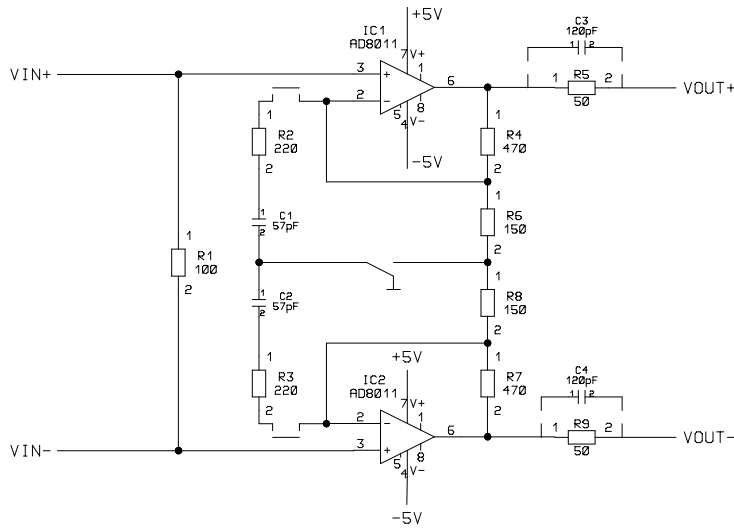 +5V
IC1
AD8011
7 V+
1
3
+
2
-
6
8
5
4 V-
-5V
C3
120pF
1 2
1 R5 2
50
VIN+
VOUT+
1
R2
220
2
1
R4
470
2
1
C1
57pF
2
1
R6
150
2
1
R1
100
2
1
C2
57pF
2
1
R8
150
2
1
R3
220
2
+5V
IC2
AD8011
7 V+
1
2
-
3
+
6
8
5
4 V-
-5V
1
R7
470
2
C4
120pF
1 2
1 R9 2
50
VIN-
VOUT-